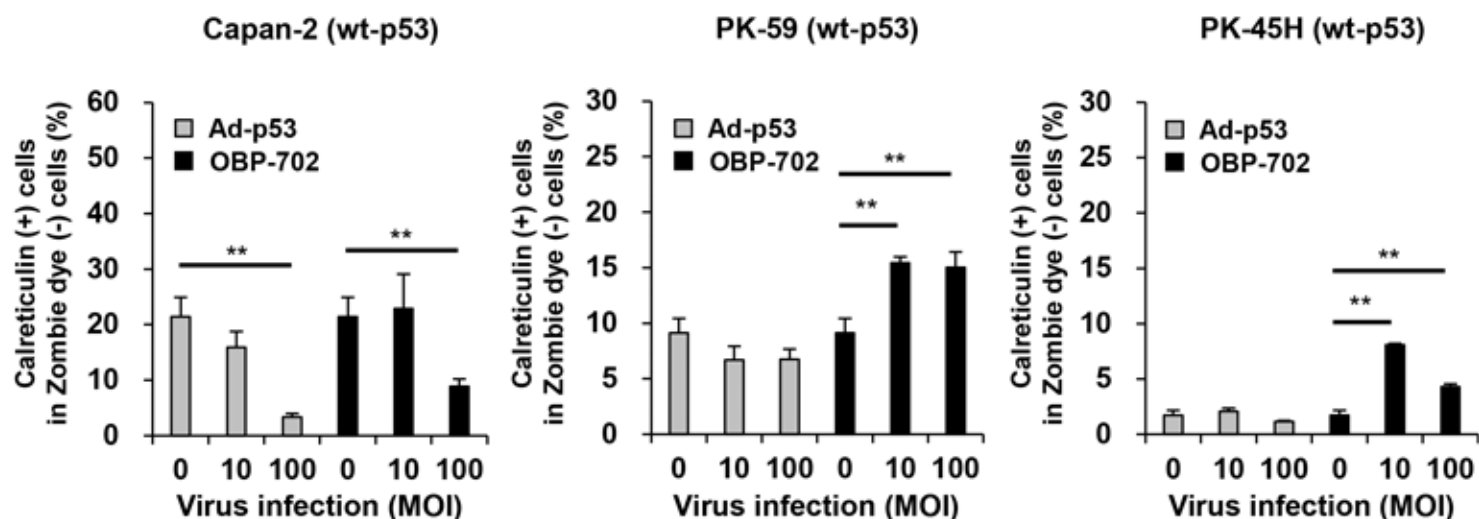 Capan-2 (wt-p53)
Calreticulin (+) cells
in Zombie dye (-) cells (%)
60
50
40
30
20
10
0
Ad-p53
OBP-702
**
**
0 10 100 0 10 100
Virus infection (MOI)
PK-59 (wt-p53)
Calreticulin (+) cells
in Zombie dye (-) cells (%)
30
25
20
15
10
5
0
Ad-p53
OBP-702
**
**
0 10 100 0 10 100
Virus infection (MOI)
PK-45H (wt-p53)
Calreticulin (+) cells
in Zombie dye (-) cells (%)
30
25
20
15
10
5
0
Ad-p53
OBP-702
**
**
0 10 100 0 10 100
Virus infection (MOI)